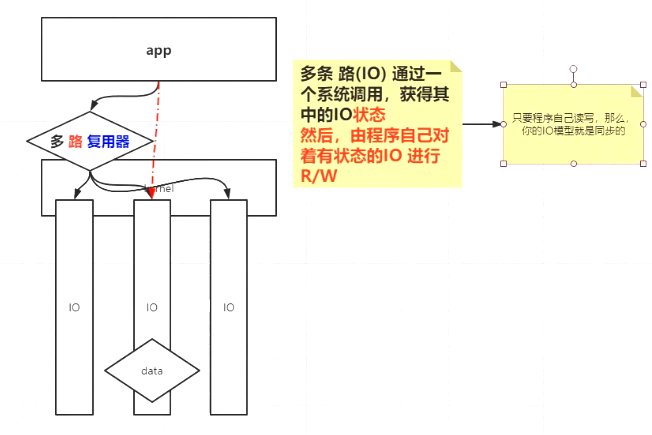 app
多 路 复用器
多条 路(IO) 通过一
个系统调用，获得其
中的IO状态
然后，由程序自己对
着有状态的IO 进行
R/W
只要程序自己读写，那么，
你的IO模型就是同步的
IO
IO
IO
data